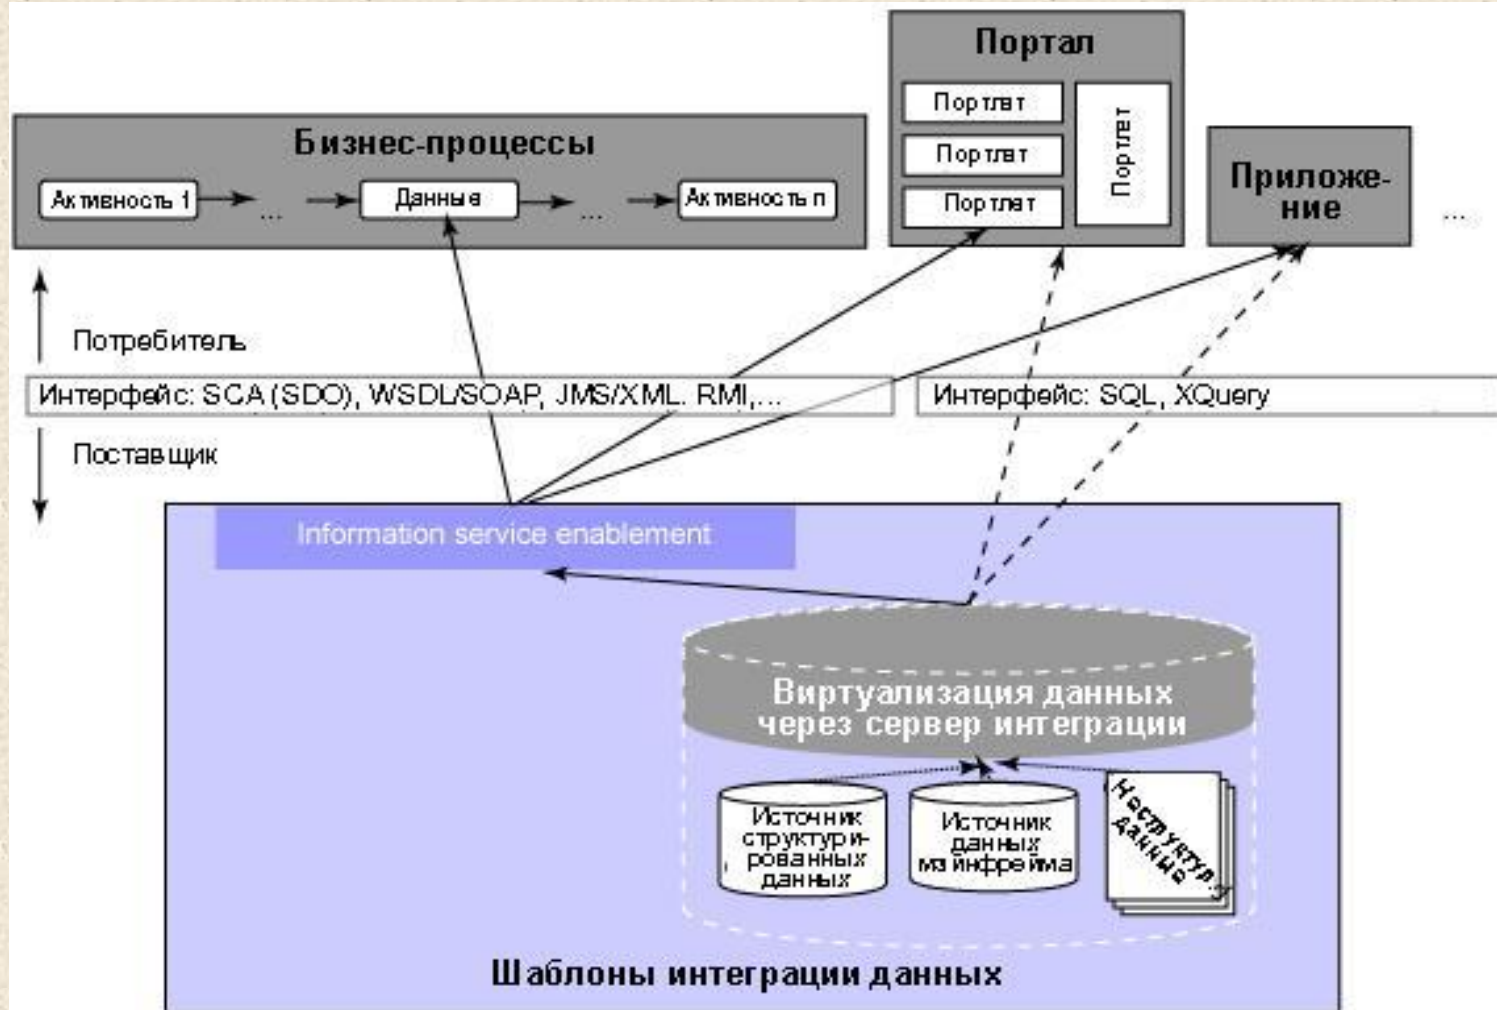 Портал
Портлет
Портлет
Портлет
Портлет
Бизнес-процессы
Активность 1
...
Данные
...
Активность n
Приложе-
ние
...
Потребитель
Интерфейс: SCA (SDO), WSDL/SOAP, JMS/XML. RMI,...
Интерфейс: SQL, XQuery
Поставщик
Information service enablement
Виртуализация данных
через сервер интеграции
Источник
структури-
рованных
данных
Источник
данных
мэйнфрейма
Неструктур.
данные
Шаблоны интеграции данных